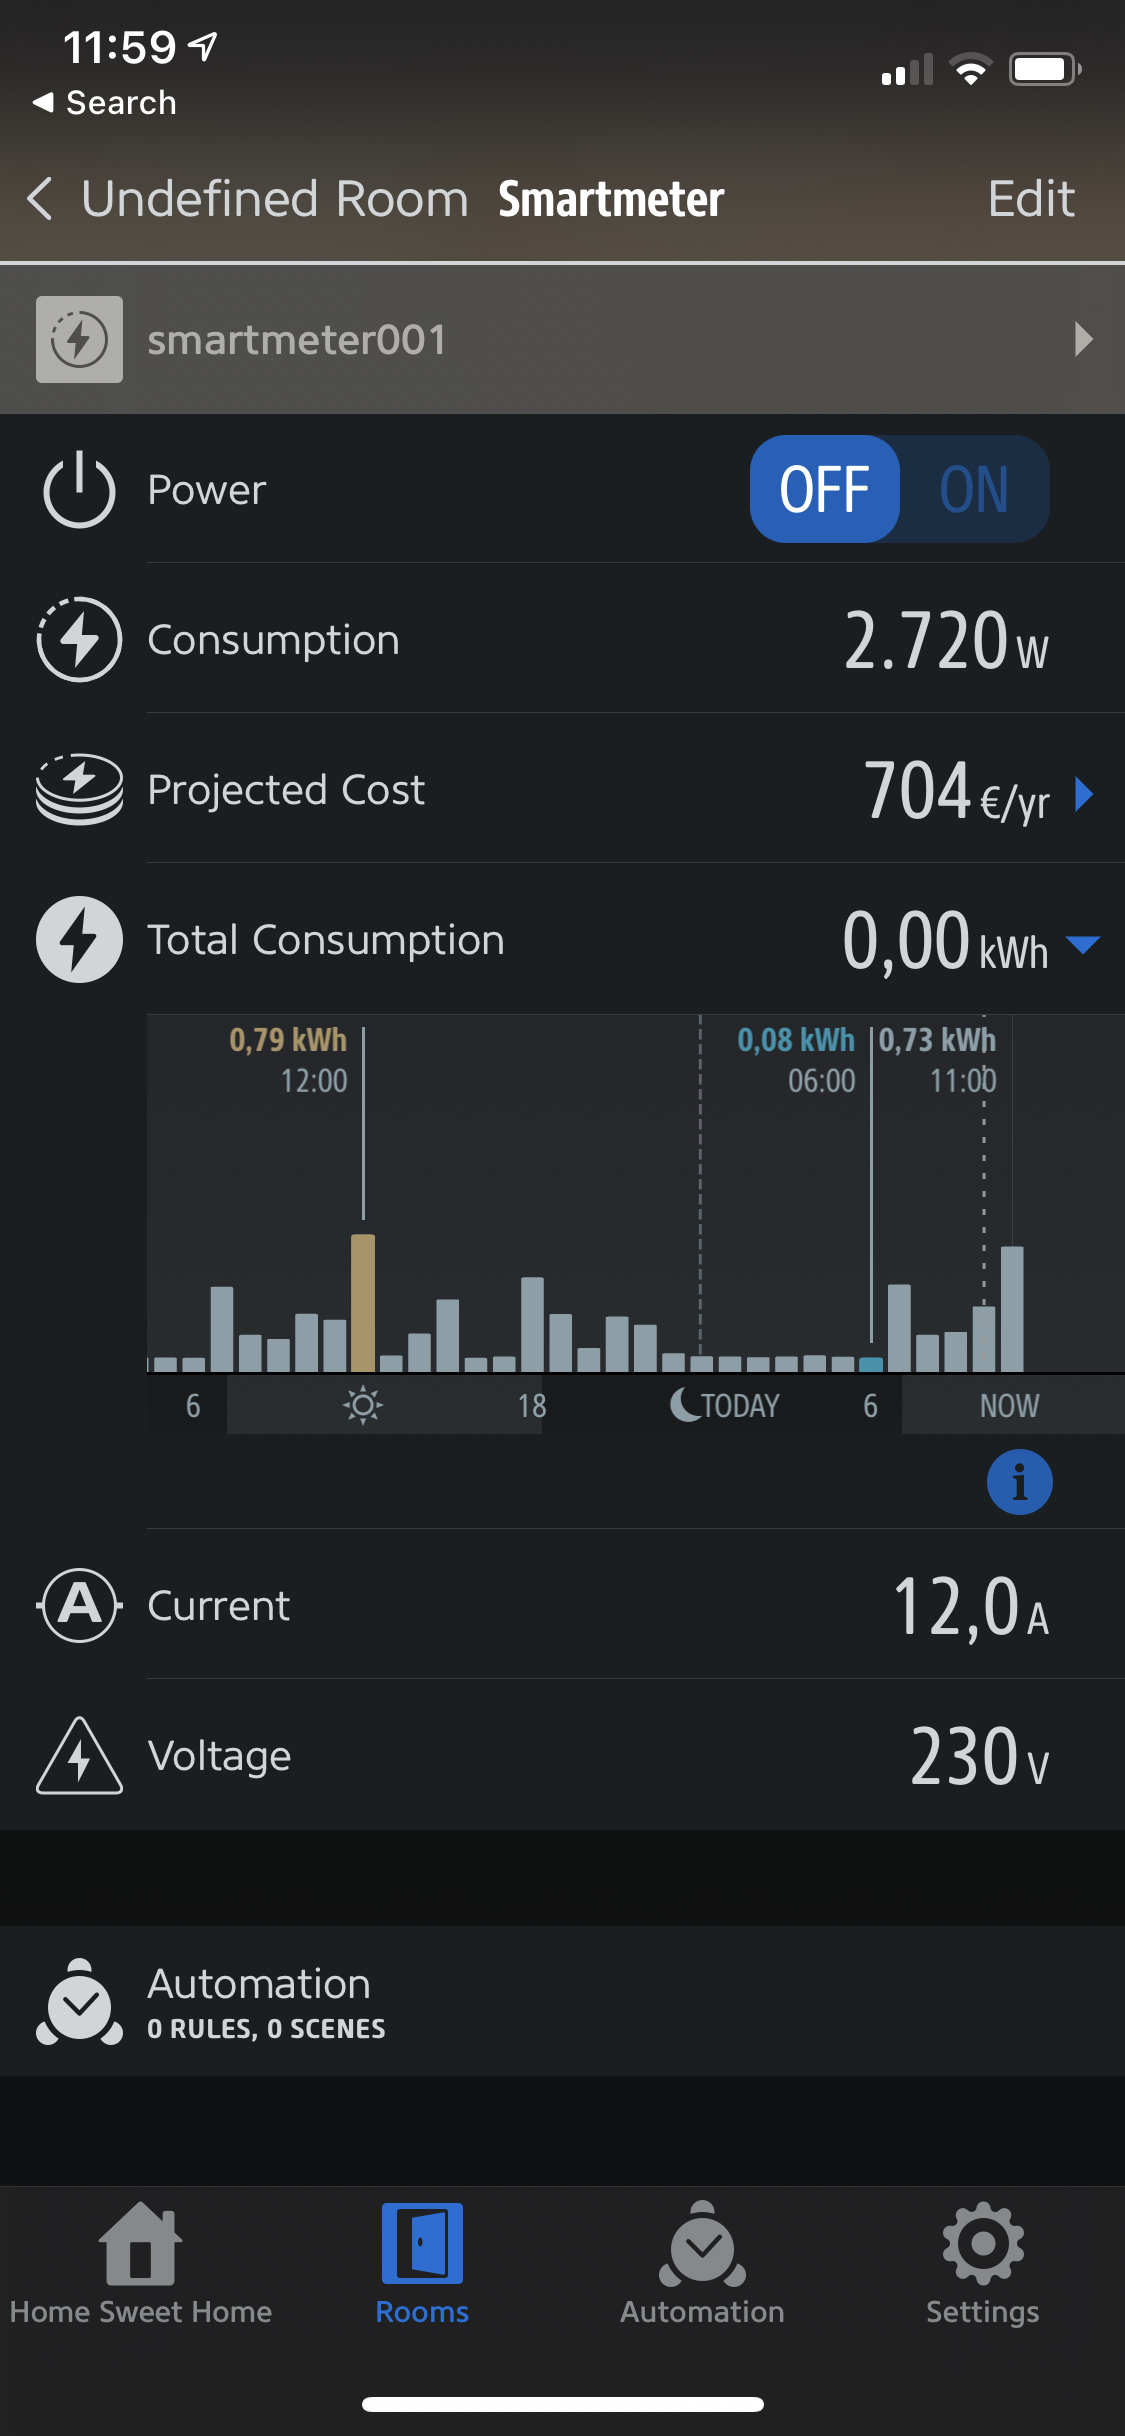 11:59
Search
Undefined Room Smartmeter Edit
smartmeter001
Power OFF ON
Consumption 2.720 W
Projected Cost 704 €/yr
Total Consumption 0,00 kWh
0,79 kWh 0,08 kWh 0,73 kWh
12:00 06:00 11:00
6 18 TODAY 6 NOW
i
A Current 12,0 A
Voltage 230 V
Automation
0 RULES, 0 SCENES
Home Sweet Home Rooms Automation Settings